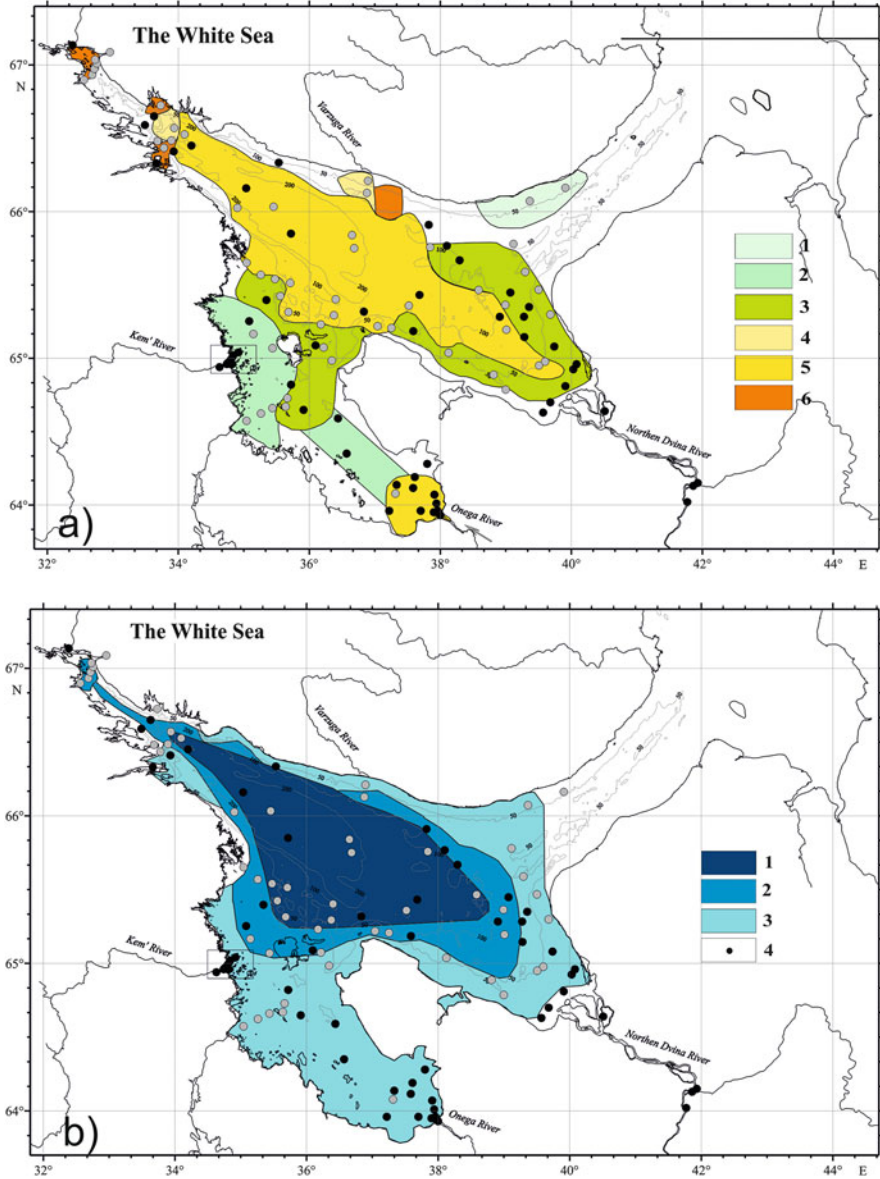 The White Sea
67°
N
66°
65°
64°
Varzuga River
Kem' River
Northen Dvina River
Onega River
1
2
3
4
5
6
a)
32° 34° 36° 38° 40° 42° 44° E
The White Sea
67°
N
66°
65°
64°
Varzuga River
Kem' River
Northen Dvina River
Onega River
1
2
3
4
b)
32° 34° 36° 38° 40° 42° 44° E